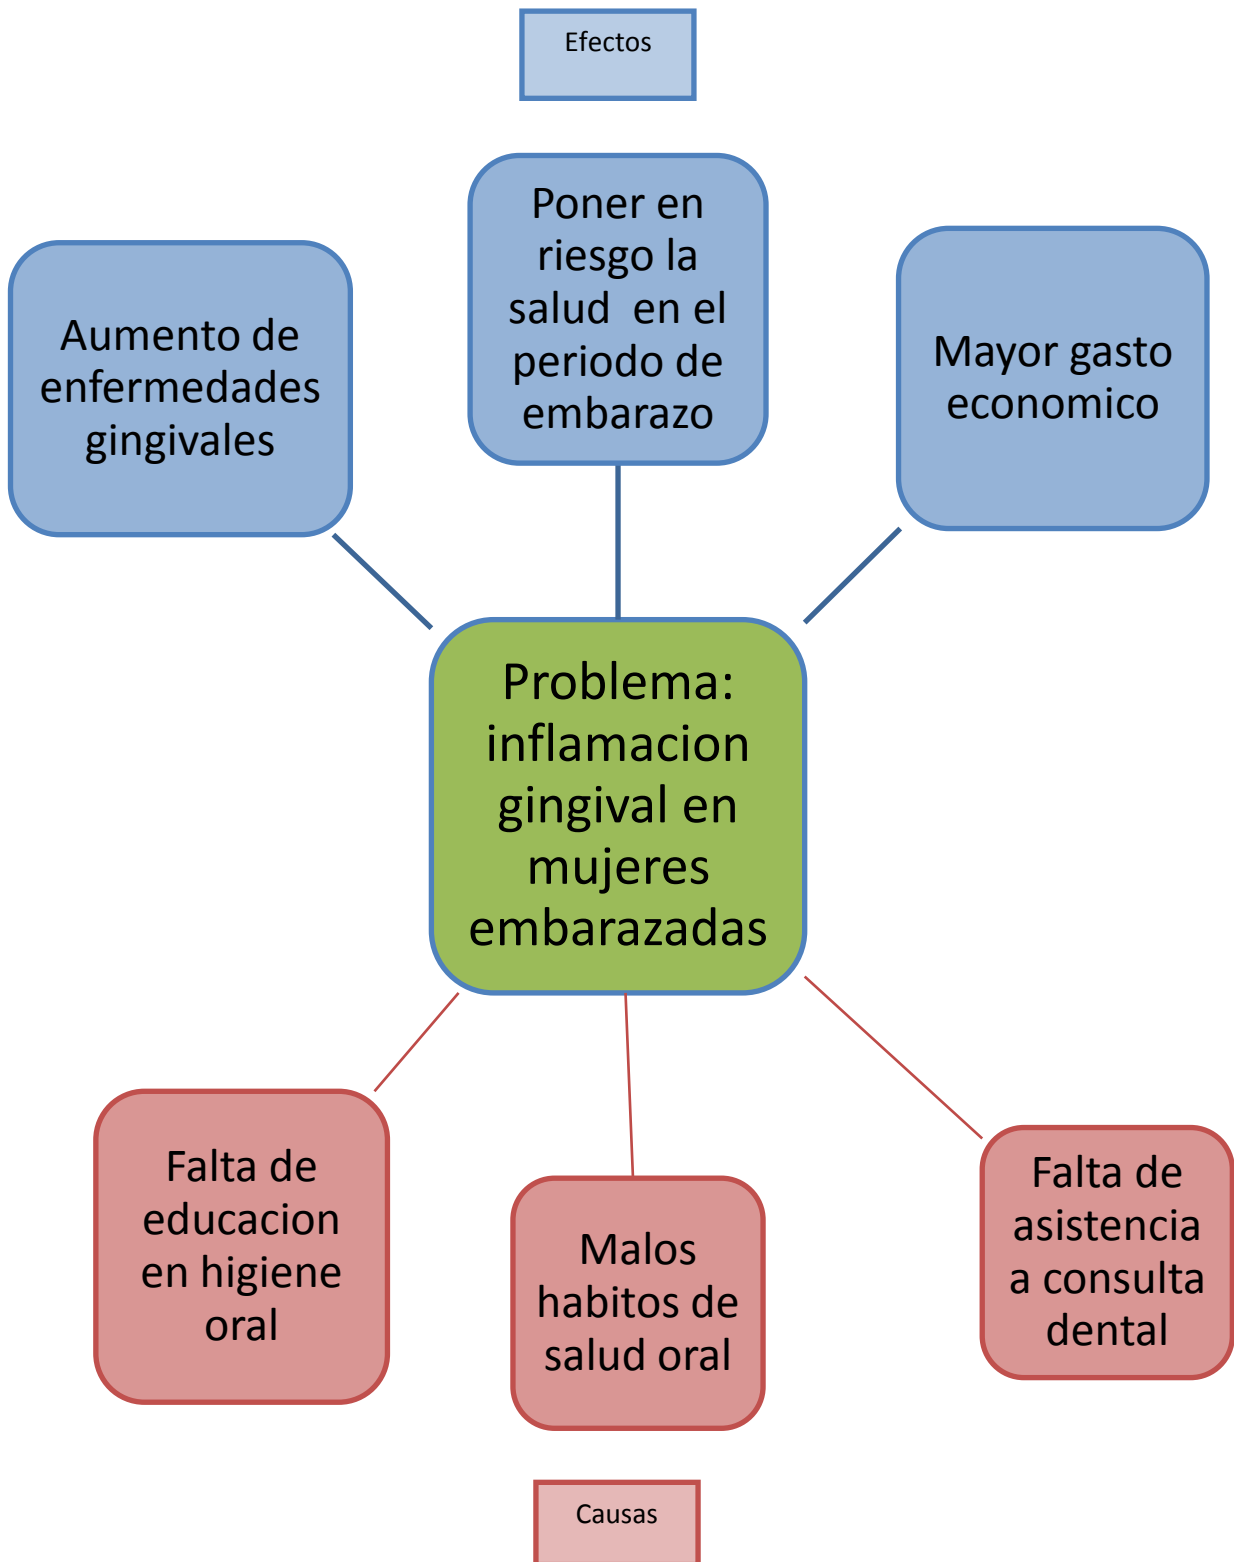 Efectos
Poner en
riesgo la
salud  en el
periodo de
embarazo
Aumento de
enfermedades
gingivales
Mayor gasto
economico
Problema:
inflamacion
gingival en
mujeres
embarazadas
Falta de
educacion
en higiene
oral
Malos
habitos de
salud oral
Falta de
asistencia
a consulta
dental
Causas